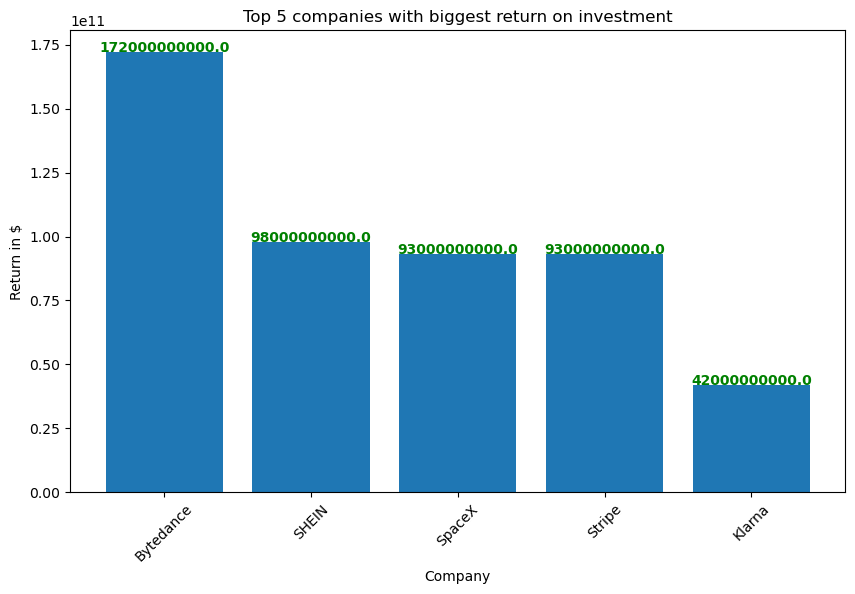 Top 5 companies with biggest return on investment
1e11
1.75
1.50
1.25
1.00
0.75
0.50
0.25
0.00
Return in $
172000000000.0
98000000000.0
93000000000.0
93000000000.0
42000000000.0
Bytedance
SHEIN
SpaceX
Stripe
Klarna
Company